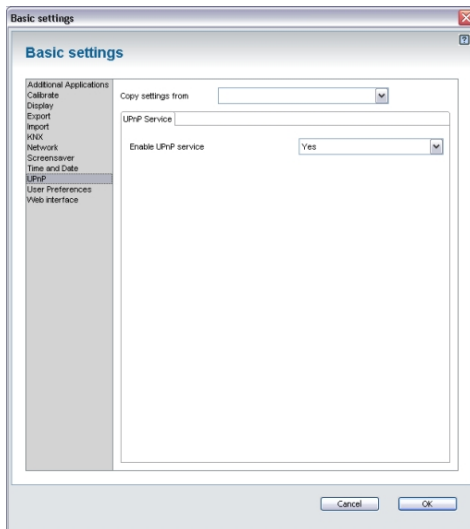 Basic settings
Basic settings
Additional Applications
Calibrate
Display
Export
Import
KNX
Network
Screensaver
Time and Date
UPnP
User Preferences
Web interface
Copy settings from
UPnP Service
Enable UPnP service Yes
Cancel OK